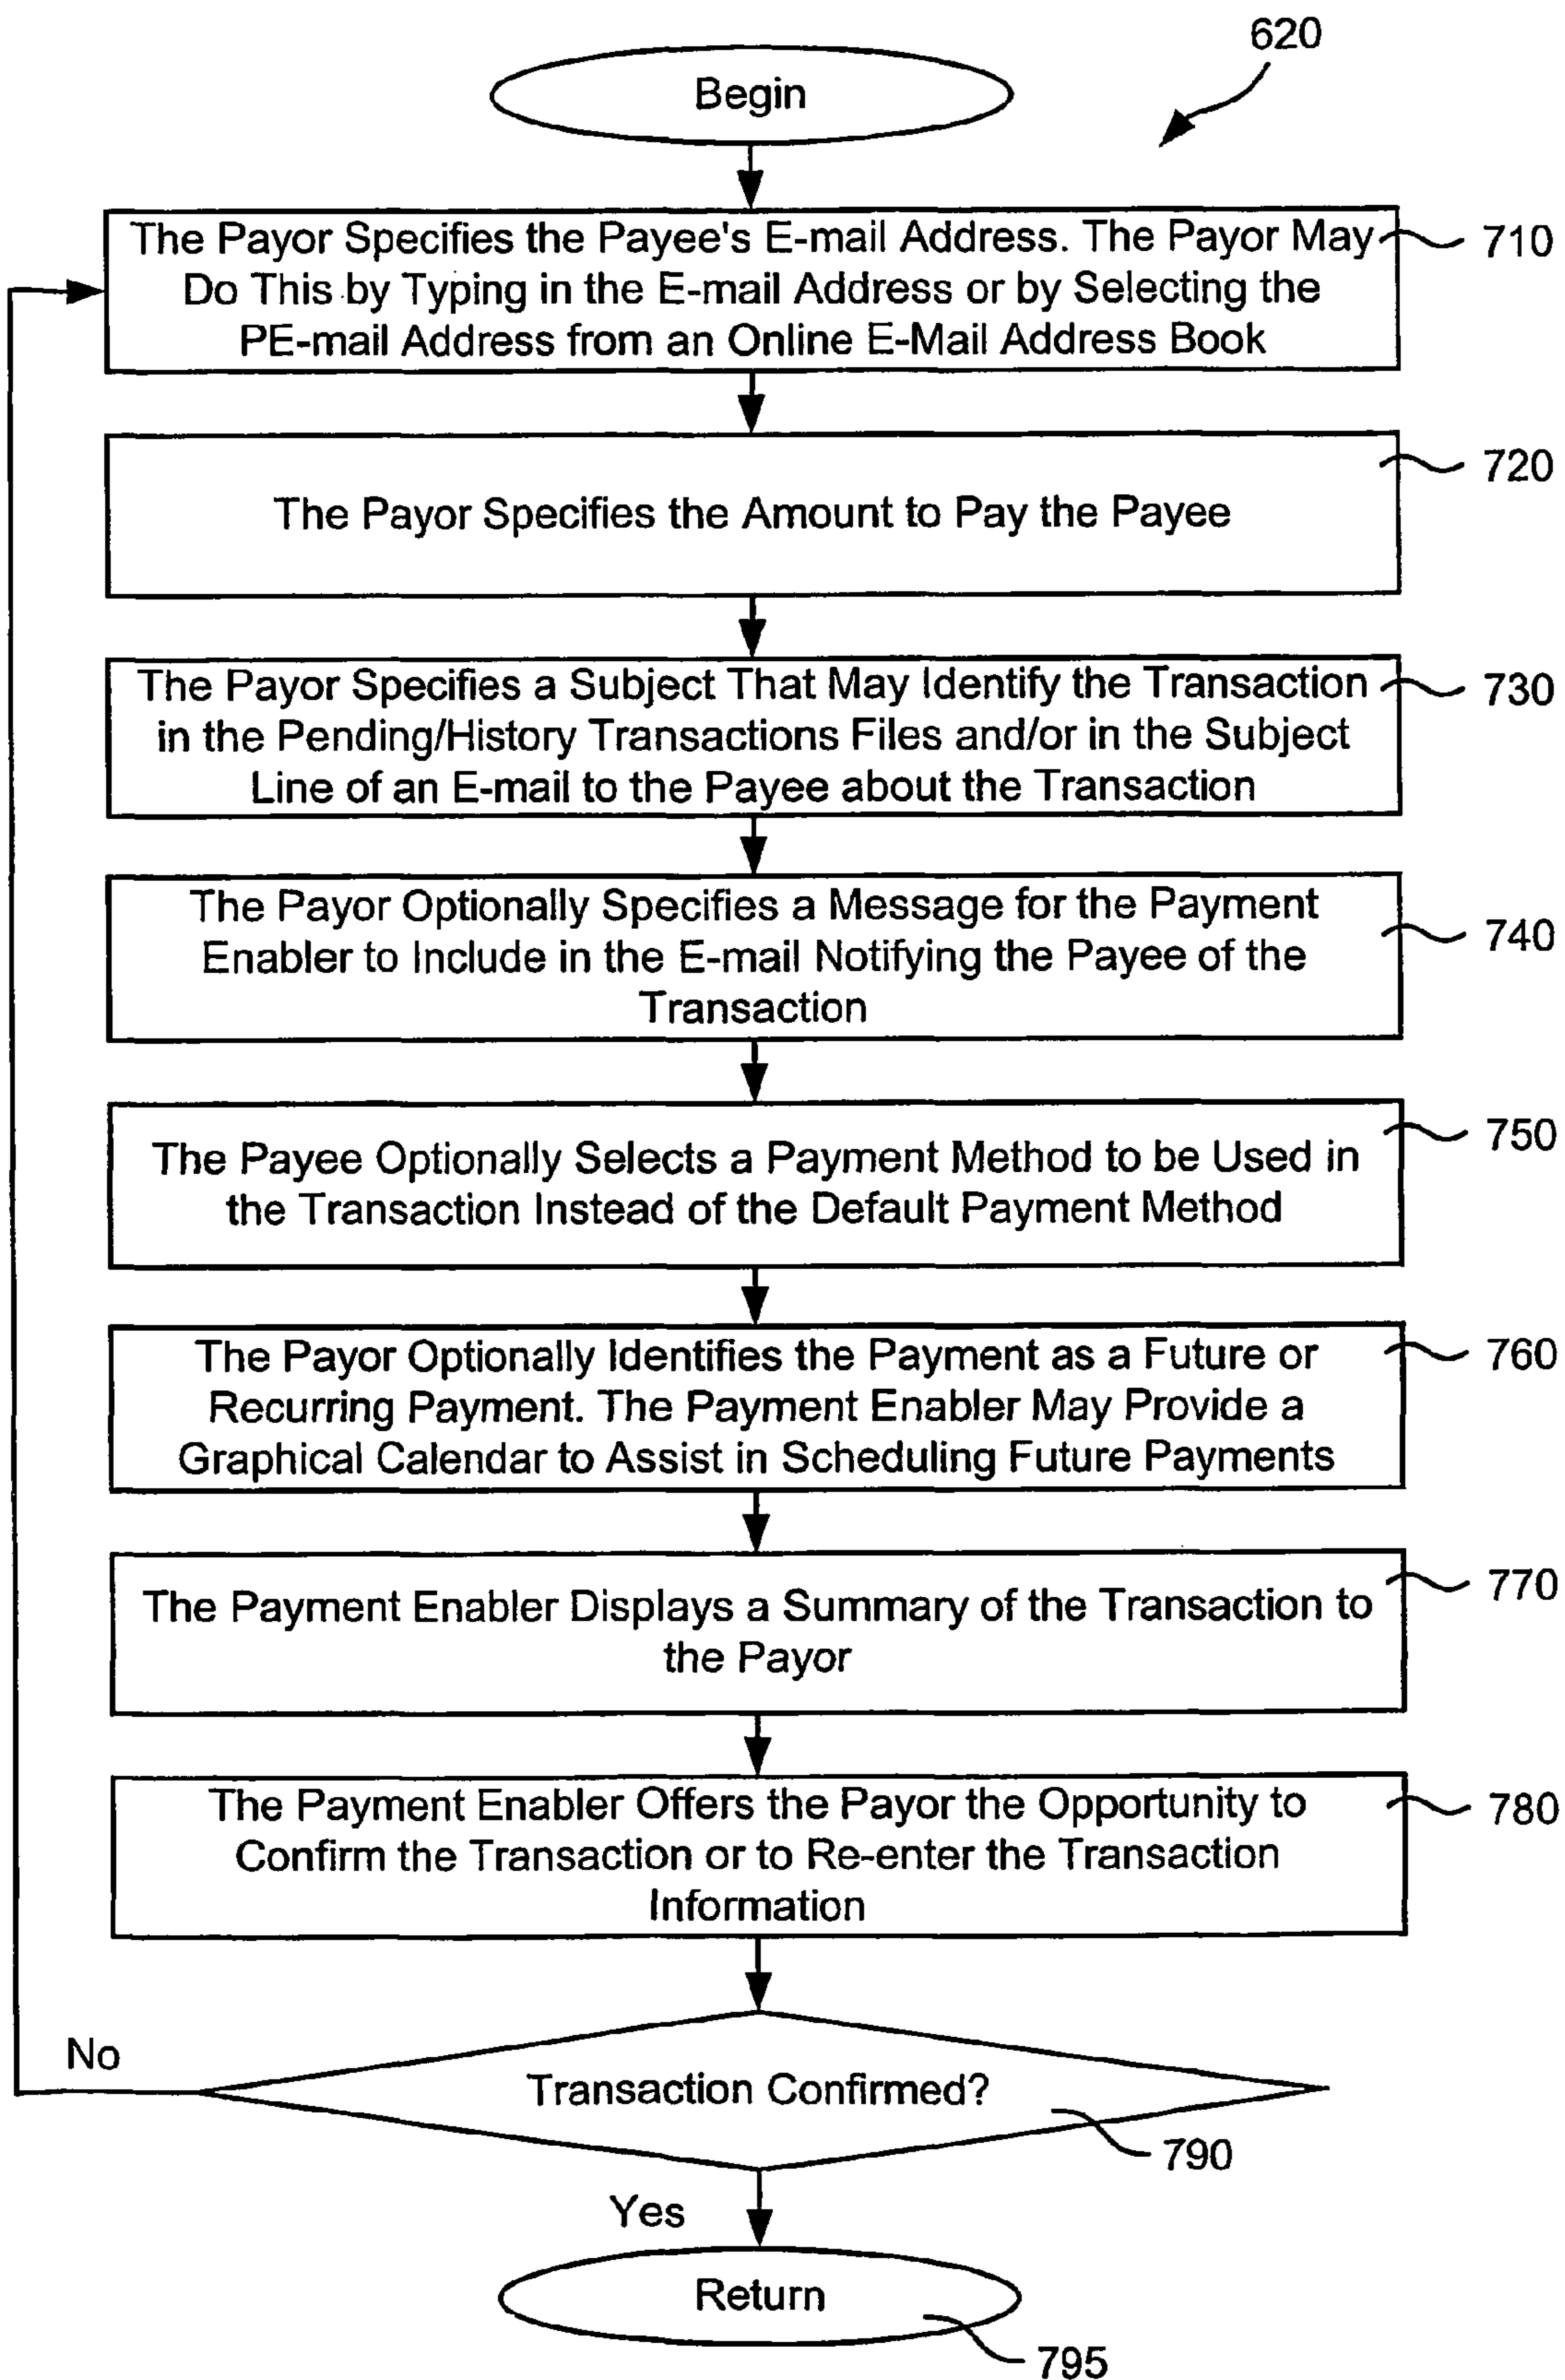 620
Begin
The Payor Specifies the Payee's E-mail Address. The Payor May
Do This by Typing in the E-mail Address or by Selecting the
PE-mail Address from an Online E-Mail Address Book
710
The Payor Specifies the Amount to Pay the Payee
720
The Payor Specifies a Subject That May Identify the Transaction
in the Pending/History Transactions Files and/or in the Subject
Line of an E-mail to the Payee about the Transaction
730
The Payor Optionally Specifies a Message for the Payment
Enabler to Include in the E-mail Notifying the Payee of the
Transaction
740
The Payee Optionally Selects a Payment Method to be Used in
the Transaction Instead of the Default Payment Method
750
The Payor Optionally Identifies the Payment as a Future or
Recurring Payment. The Payment Enabler May Provide a
Graphical Calendar to Assist in Scheduling Future Payments
760
The Payment Enabler Displays a Summary of the Transaction to
the Payor
770
The Payment Enabler Offers the Payor the Opportunity to
Confirm the Transaction or to Re-enter the Transaction
Information
780
No
Transaction Confirmed?
790
Yes
Return
795